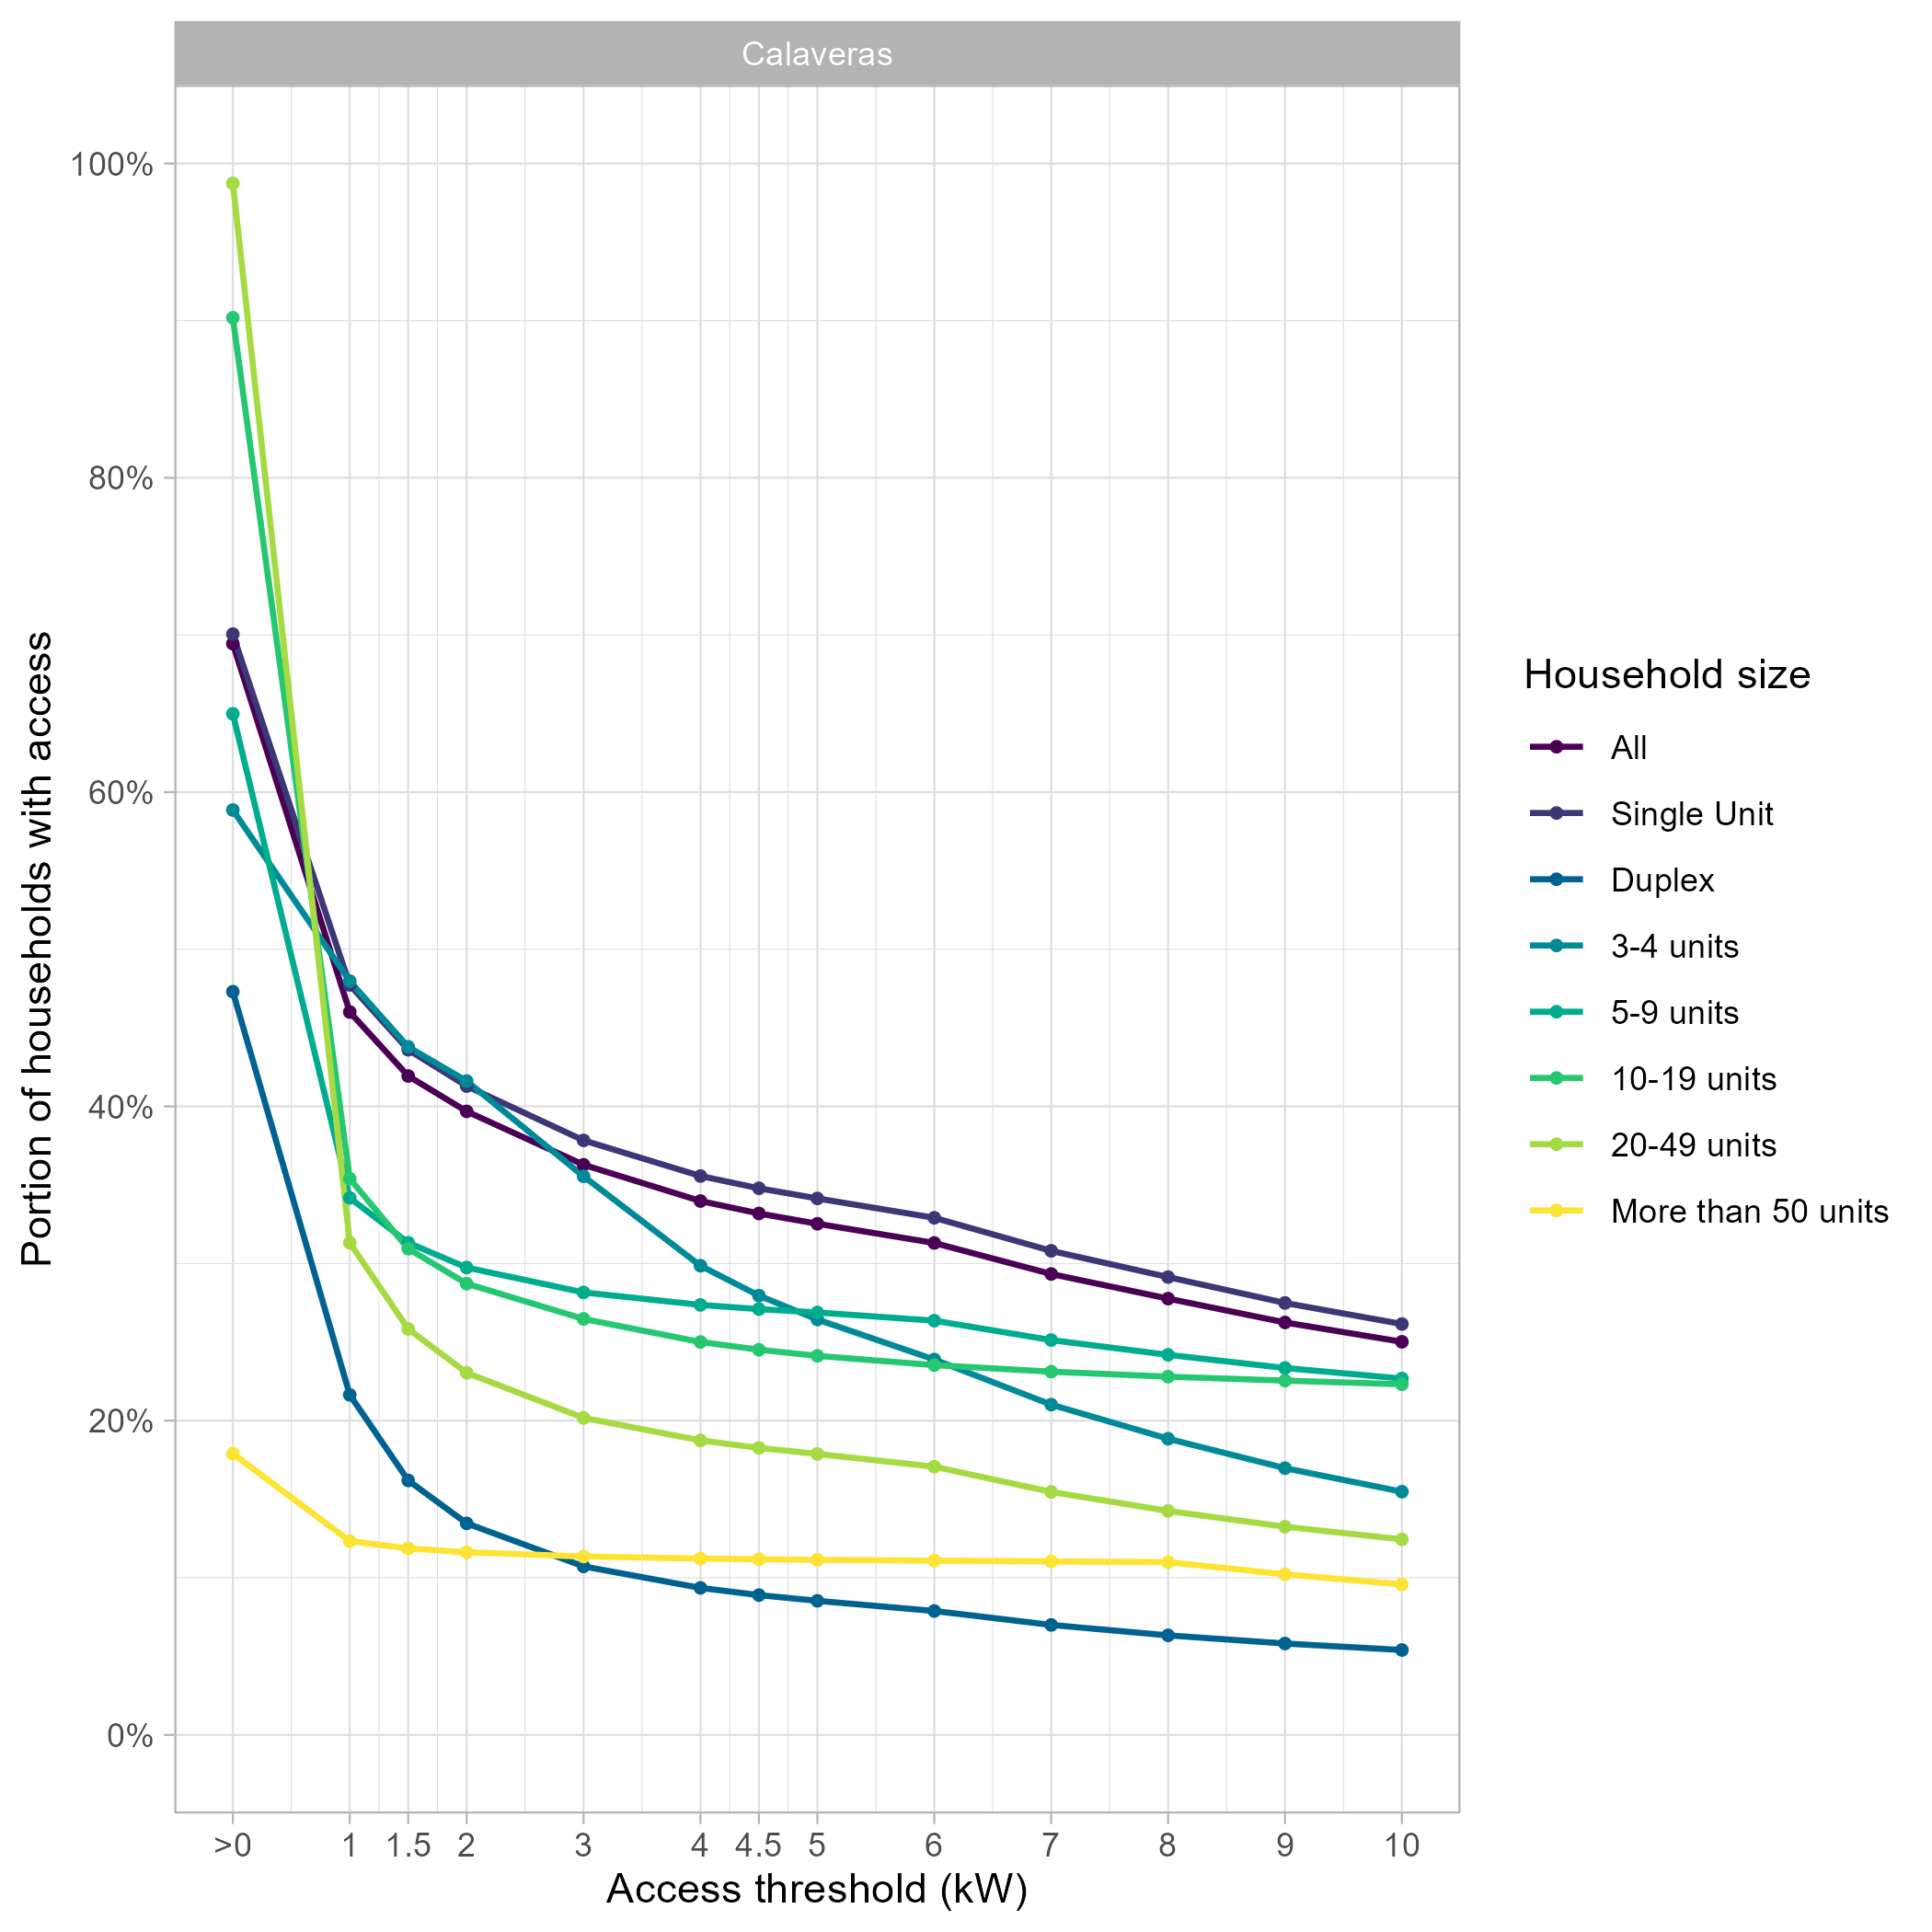 Calaveras
100%
80%
60%
40%
20%
0%
Portion of households with access
>0 1 1.5 2 3 4 4.5 5 6 7 8 9 10
Access threshold (kW)
Household size
All
Single Unit
Duplex
3-4 units
5-9 units
10-19 units
20-49 units
More than 50 units